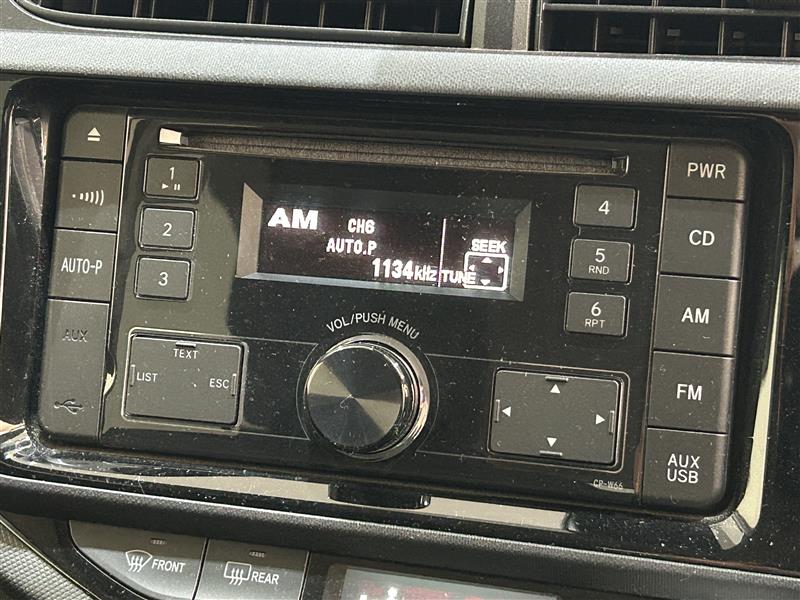 1
2
3
AUTO-P
AUX
AM
CH6
AUTO.P
1134kHz
SEEK
TUNE
VOL/PUSH MENU
TEXT
LIST
ESC
4
5
RND
6
RPT
PWR
CD
AM
FM
AUX
USB
CP-W66
FRONT
REAR